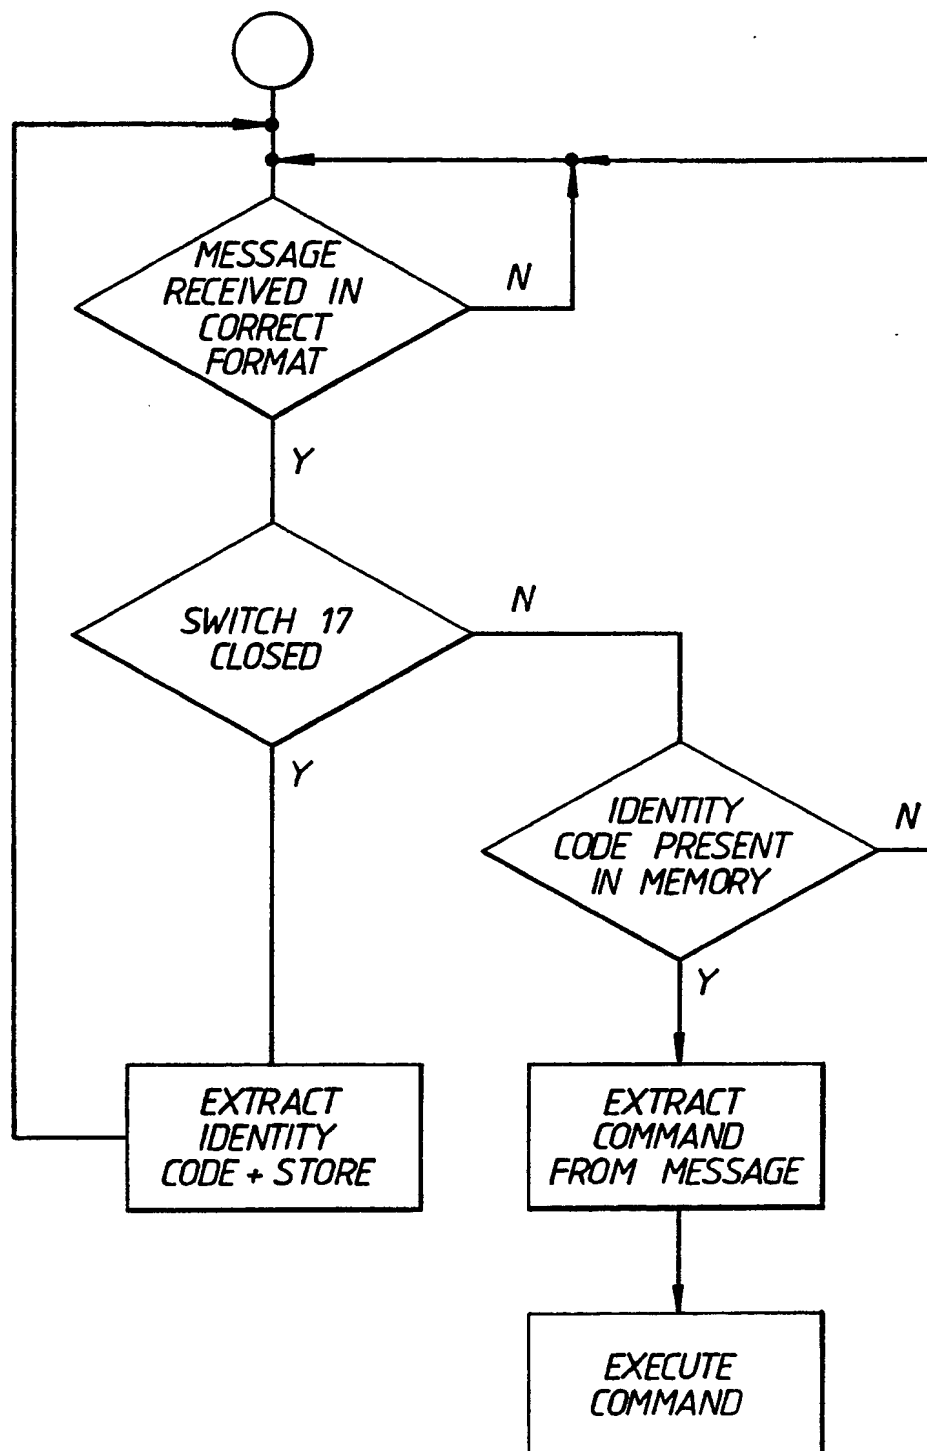 MESSAGE
RECEIVED IN
CORRECT
FORMAT
N
Y
SWITCH 17
CLOSED
N
Y
IDENTITY
CODE PRESENT
IN MEMORY
N
Y
EXTRACT
IDENTITY
CODE + STORE
EXTRACT
COMMAND
FROM MESSAGE
EXECUTE
COMMAND